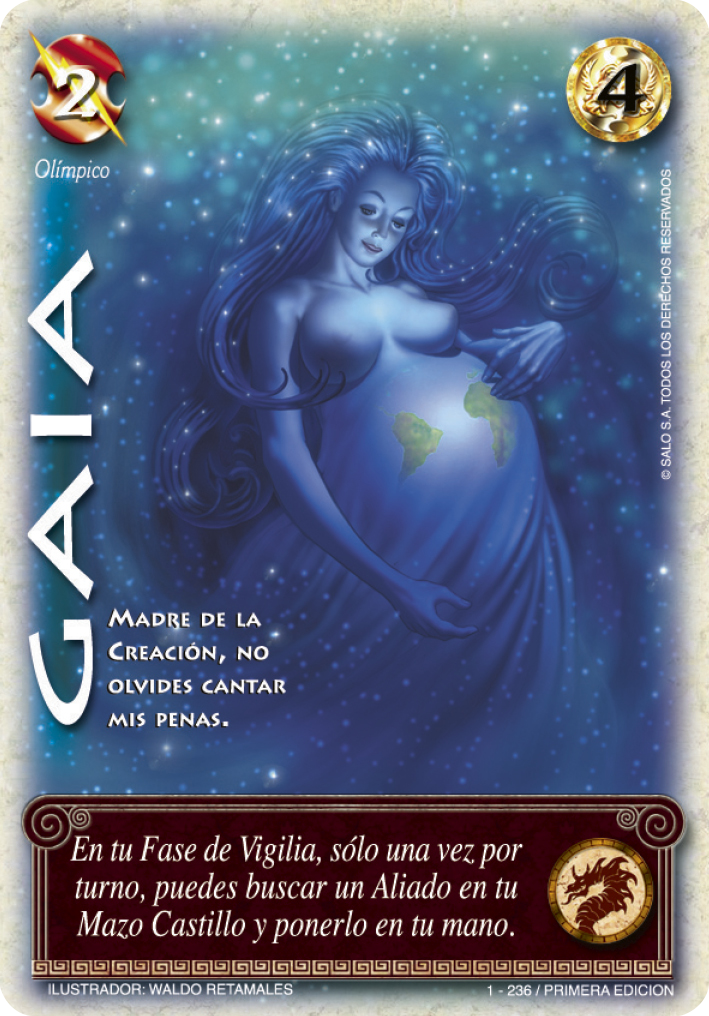 2
4
Olímpico
GAIA
© SALO S.A. TODOS LOS DERECHOS RESERVADOS
MADRE DE LA
CREACIÓN, NO
OLVIDES CANTAR
MIS PENAS.
En tu Fase de Vigilia, sólo una vez por
turno, puedes buscar un Aliado en tu
Mazo Castillo y ponerlo en tu mano.
ILUSTRADOR: WALDO RETAMALES
1 - 236 / PRIMERA EDICION